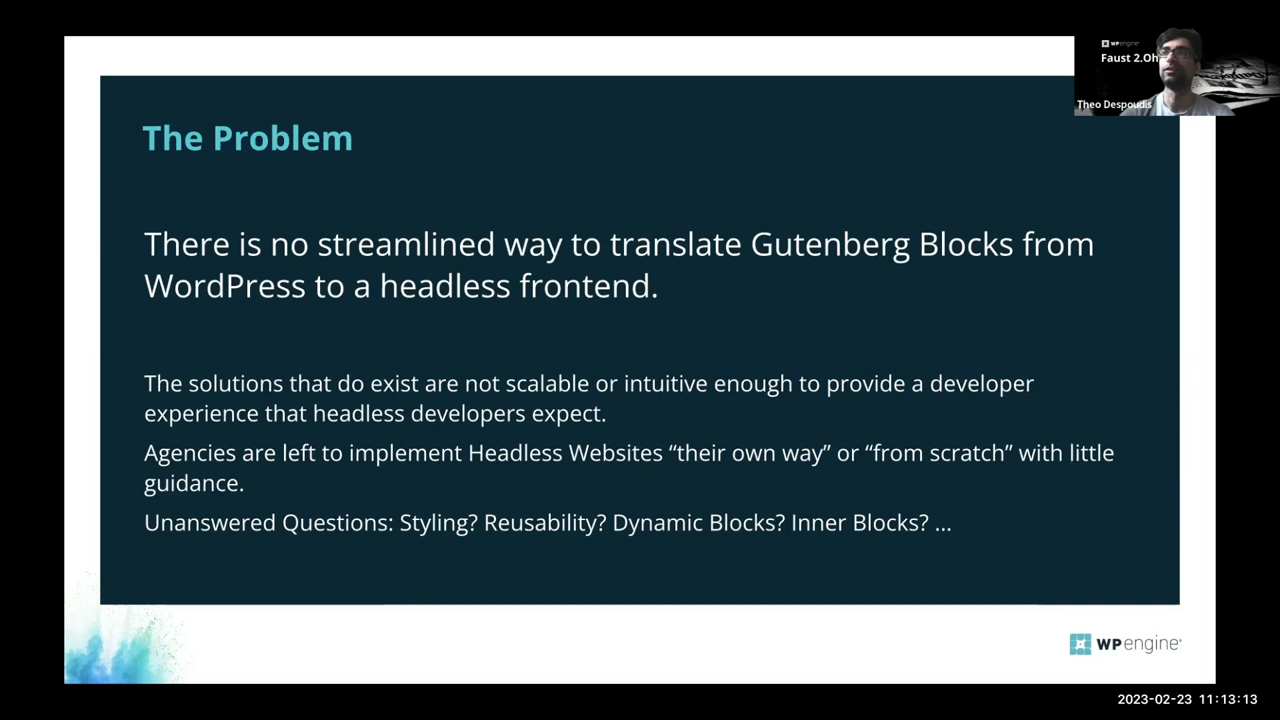 WPengine
Faust 2.Oh
Theo Despoudis
The Problem
There is no streamlined way to translate Gutenberg Blocks from
WordPress to a headless frontend.
The solutions that do exist are not scalable or intuitive enough to provide a developer
experience that headless developers expect.
Agencies are left to implement Headless Websites “their own way” or “from scratch” with little
guidance.
Unanswered Questions: Styling? Reusability? Dynamic Blocks? Inner Blocks? ...
WPengine®
2023-02-23 11:13:13